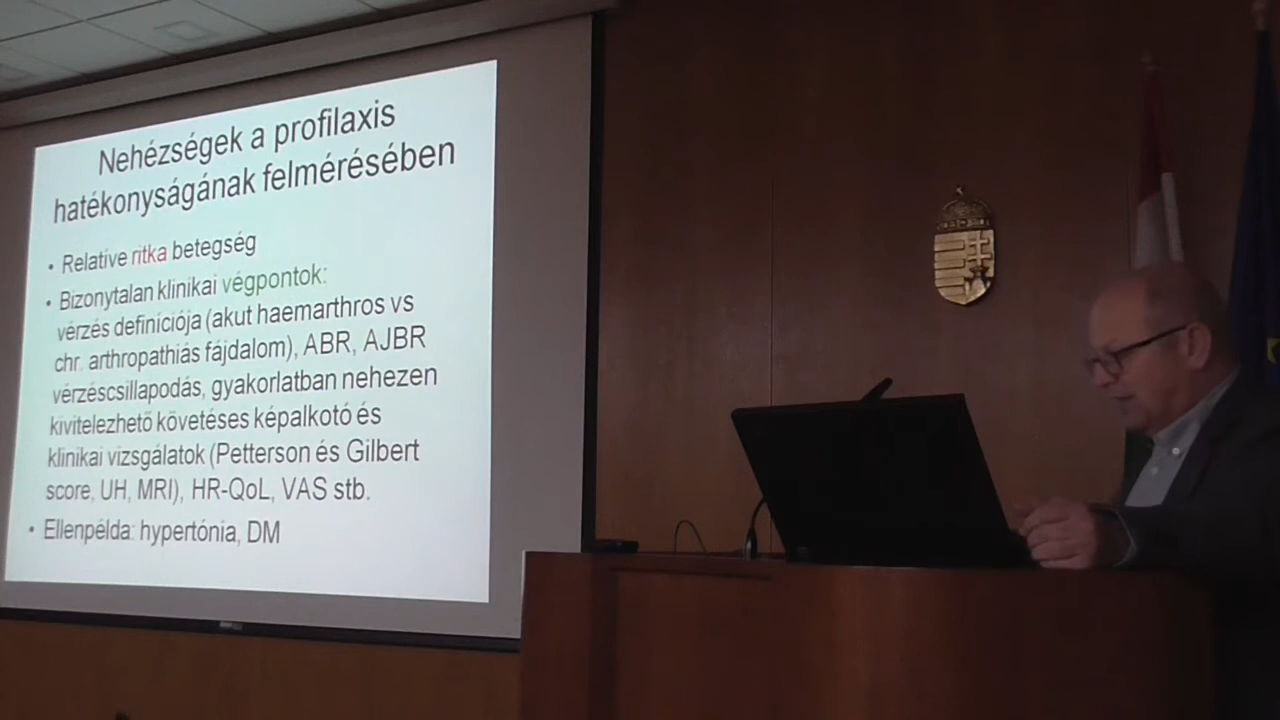 Nehézségek a profilaxis
hatékonyságának felmérésében
• Relatíve ritka betegség
• Bizonytalan klinikai végpontok:
vérzés definíciója (akut haemarthros vs
chr. arthropathiás fájdalom), ABR, AJBR
vérzéscsillapodás, gyakorlatban nehezen
kivitelezhető követéses képalkotó és
klinikai vizsgálatok (Petterson és Gilbert
score, UH, MRI), HR-QoL, VAS stb.
• Ellenpélda: hypertónia, DM